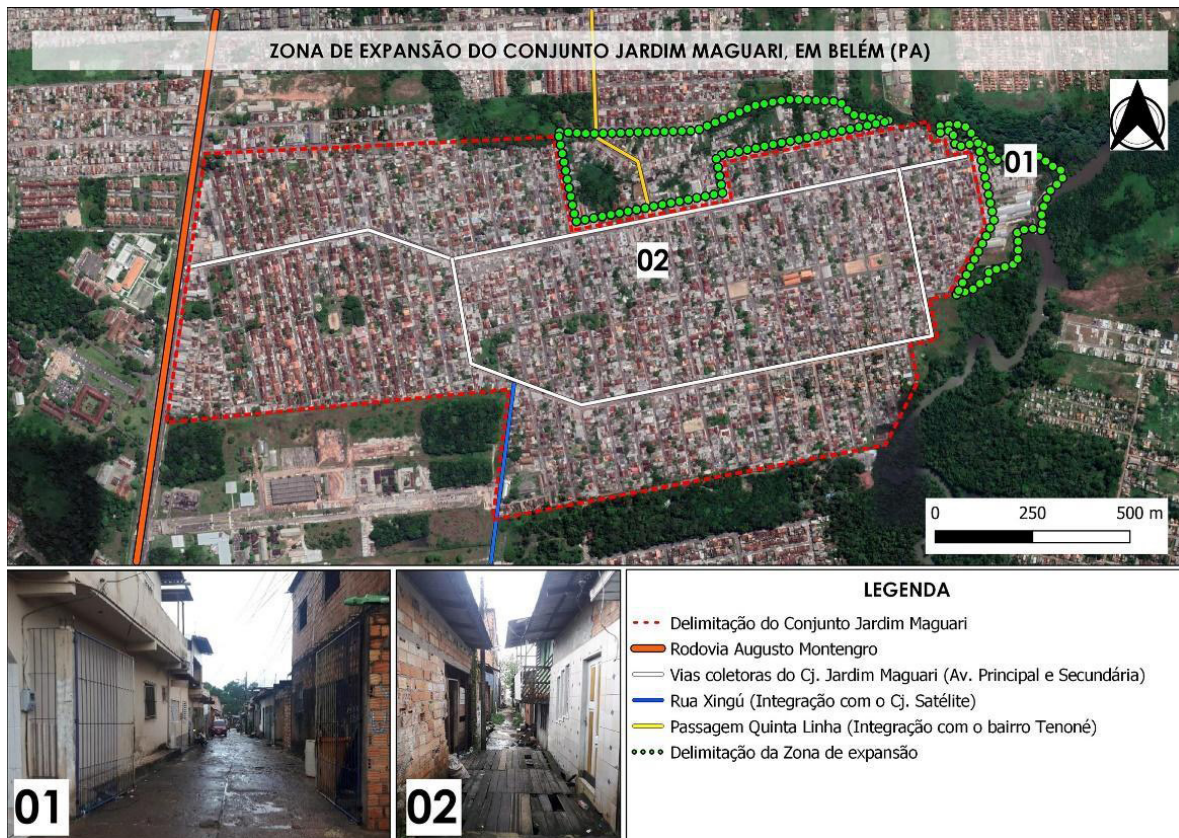 ZONA DE EXPANSÃO DO CONJUNTO JARDIM MAGUARI, EM BELÉM (PA)
01
02
0 250 500 m
01
02
LEGENDA
Delimitação do Conjunto Jardim Maguari
Rodovia Augusto Montengro
Vias coletoras do Cj. Jardim Maguari (Av. Principal e Secundária)
Rua Xingú (Integração com o Cj. Satélite)
Passagem Quinta Linha (Integração com o bairro Tenoné)
Delimitação da Zona de expansão